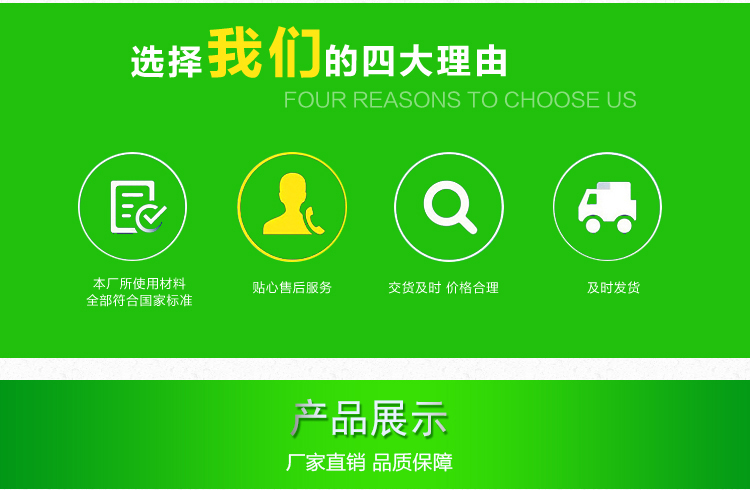 选择我们的四大理由
FOUR REASONS TO CHOOSE US
本厂所使用材料
全部符合国家标准
贴心售后服务
交货及时 价格合理
及时发货
产品展示
厂家直销 品质保障